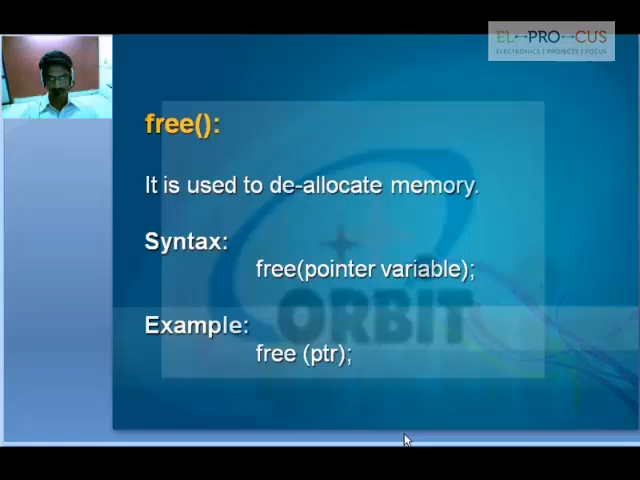 EL PRO CUS
ELECTRONICS | PROJECTS | FOCUS
free():
It is used to de-allocate memory.
Syntax:
free(pointer variable);
ORBIT
Example:
free (ptr);